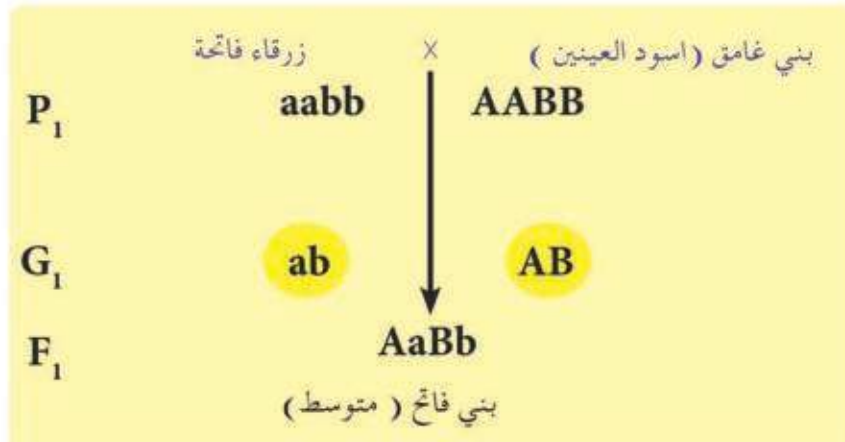 بني غامق (اسود العينين ) × زرقاء فاتحة
P1 aabb AABB
G1 ab AB
F1 AaBb
بني فاتح ( متوسط)